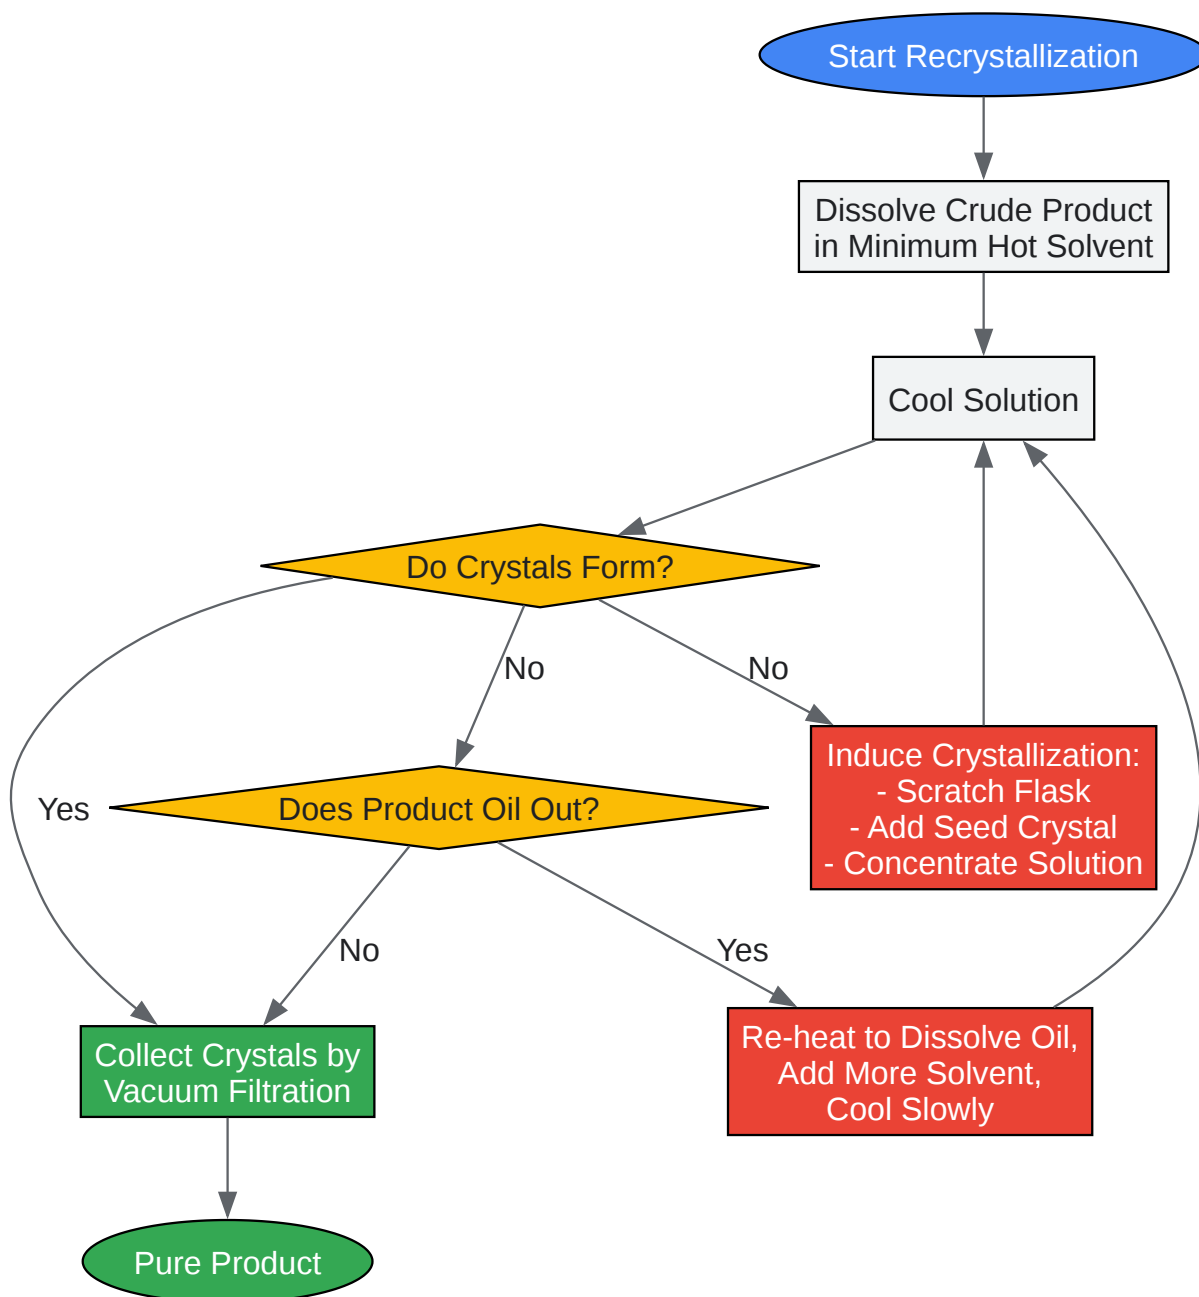 Start Recrystallization
Dissolve Crude Product
in Minimum Hot Solvent
Cool Solution
Do Crystals Form?
No
No
Induce Crystallization:
- Scratch Flask
- Add Seed Crystal
- Concentrate Solution
Yes
Does Product Oil Out?
No
Yes
Collect Crystals by
Vacuum Filtration
Re-heat to Dissolve Oil,
Add More Solvent,
Cool Slowly
Pure Product